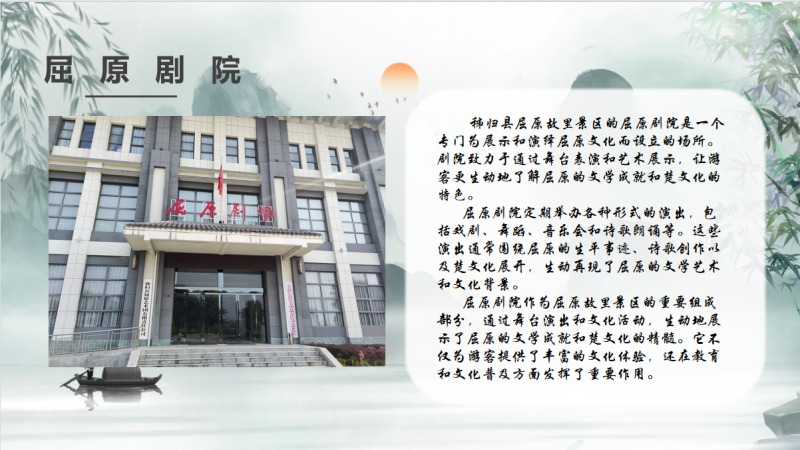 屈原剧院
秭归县屈原故里景区的屈原剧院是一个
专门为展示和演绎屈原文化而设立的场所。
剧院致力于通过舞台表演和艺术展示，让游
客更生动地了解屈原的文学成就和楚文化的
特色。
屈原剧院定期举办各种形式的演出，包
括戏剧、舞蹈、音乐会和诗歌朗诵等。这些
演出通常围绕屈原的生平事迹、诗歌创作以
及楚文化展开，生动再现了屈原的文学艺术
和文化背景。
屈原剧院作为屈原故里景区的重要组成
部分，通过舞台演出和文化活动，生动地展
示了屈原的文学成就和楚文化的精髓。它不
仅为游客提供了丰富的文化体验，还在教育
和文化普及方面发挥了重要作用。
屈原剧院